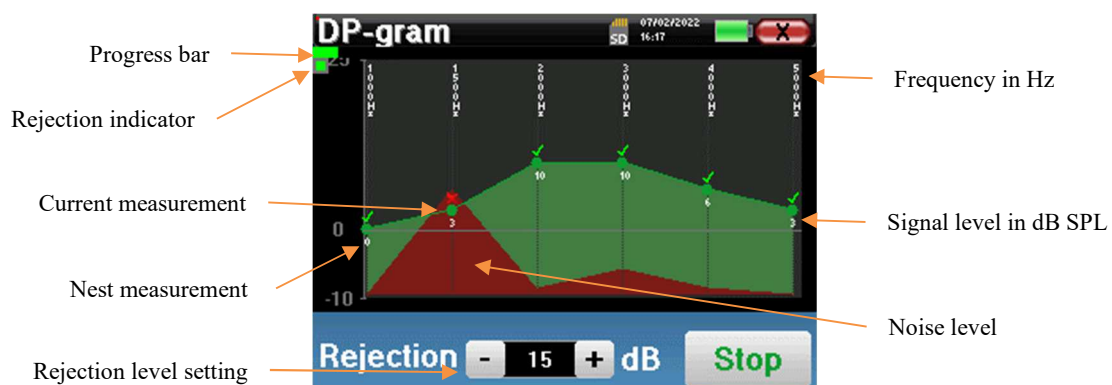 DP-gram
SD
07/02/2022
16:17
X
Progress bar
Rejection indicator
25
1000Hz
1500Hz
2000Hz
3000Hz
4000Hz
5000Hz
Frequency in Hz
10
10
6
Current measurement
3
3
Signal level in dB SPL
0
0
Nest measurement
-10
Noise level
Rejection
-
15
+
dB
Stop
Rejection level setting